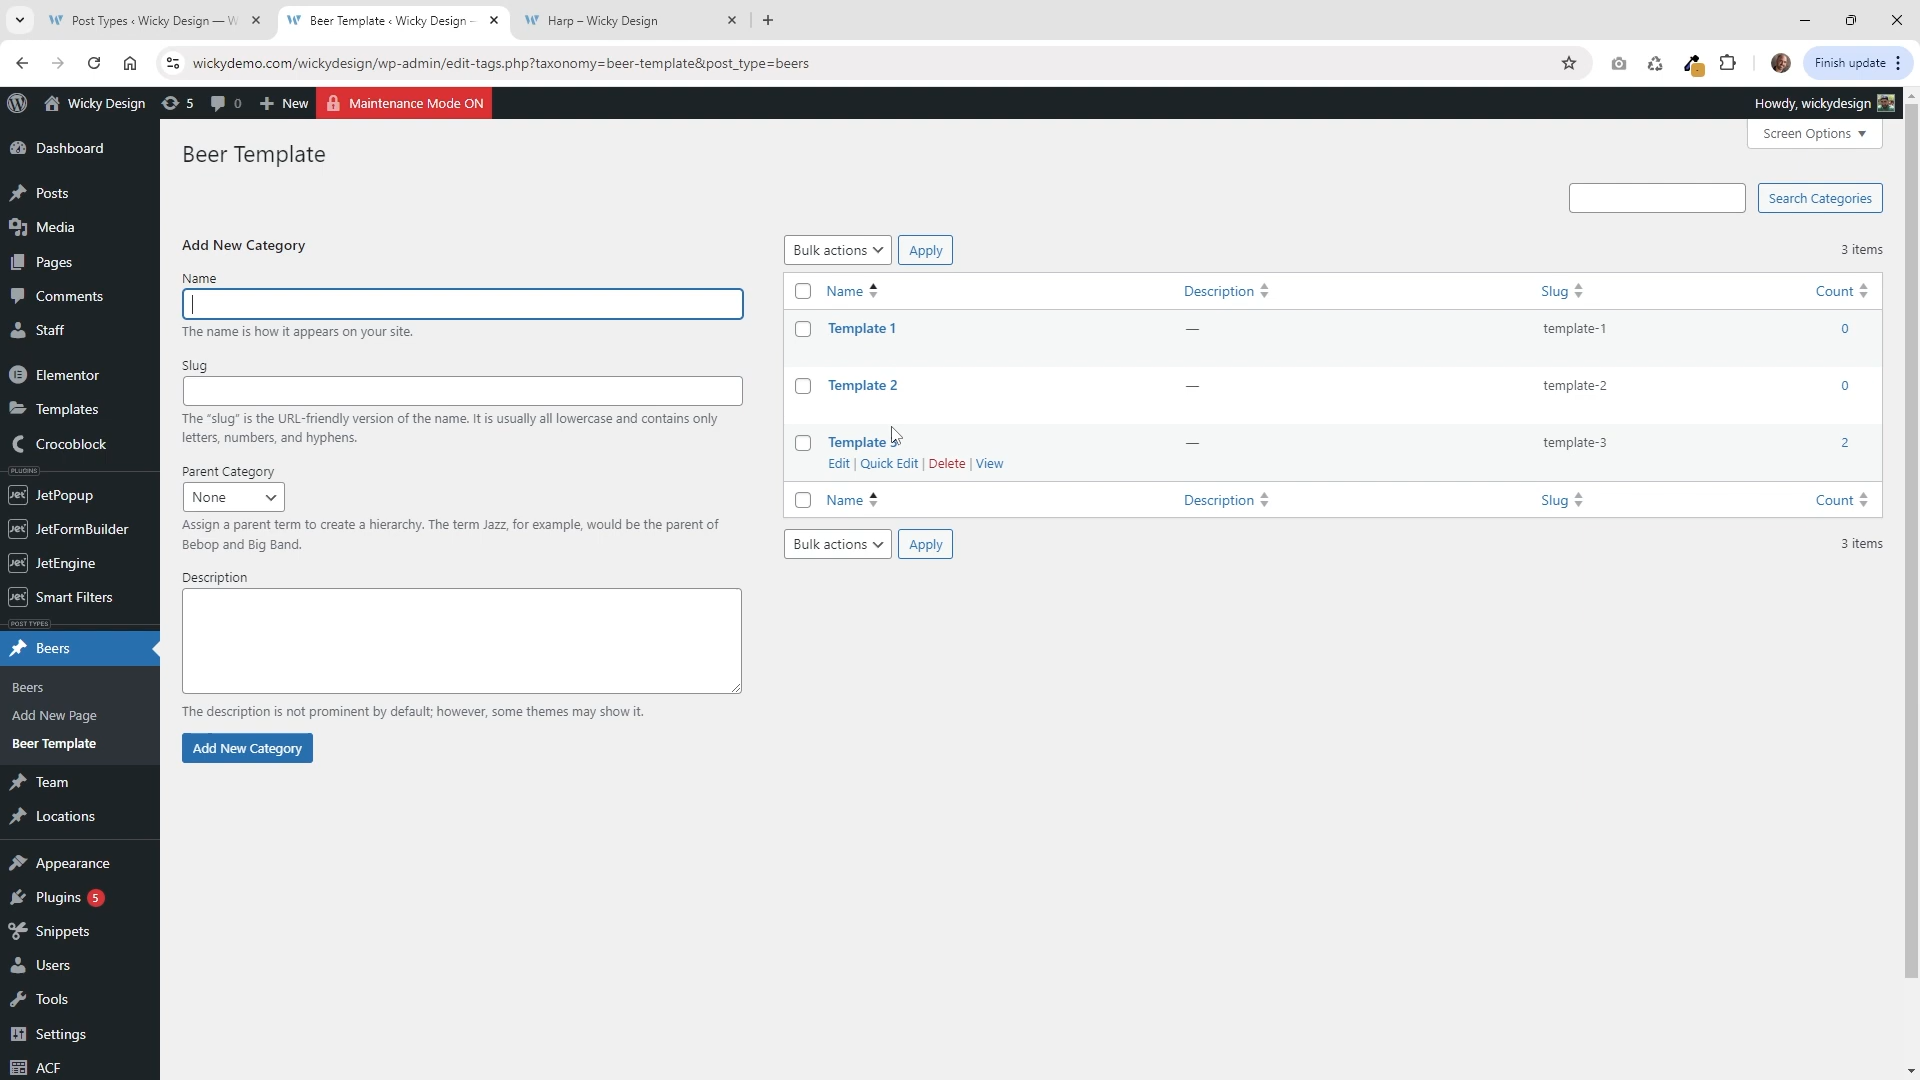 Post Types ‹ Wicky Design — W
Beer Template ‹ Wicky Design –
Harp – Wicky Design
wickydemo.com/wickydesign/wp-admin/edit-tags.php?taxonomy=beer-template&post_type=beers
Finish update
Wicky Design
5
0
New
Maintenance Mode ON
Howdy, wickydesign
Screen Options
Dashboard
Posts
Media
Pages
Comments
Staff
Elementor
Templates
Crocoblock
PLUGINS
JetPopup
JetFormBuilder
JetEngine
Smart Filters
POST TYPES
Beers
Beers
Add New Page
Beer Template
Team
Locations
Appearance
Plugins 5
Snippets
Users
Tools
Settings
ACF
Beer Template
Search Categories
Add New Category
Name
The name is how it appears on your site.
Slug
The “slug” is the URL-friendly version of the name. It is usually all lowercase and contains only
letters, numbers, and hyphens.
Parent Category
None
Assign a parent term to create a hierarchy. The term Jazz, for example, would be the parent of
Bebop and Big Band.
Description
The description is not prominent by default; however, some themes may show it.
Add New Category
Bulk actions Apply 3 items
Name Description Slug Count
Template 1 — template-1 0
Template 2 — template-2 0
Template 3 — template-3 2
Edit | Quick Edit | Delete | View
Name Description Slug Count
Bulk actions Apply 3 items